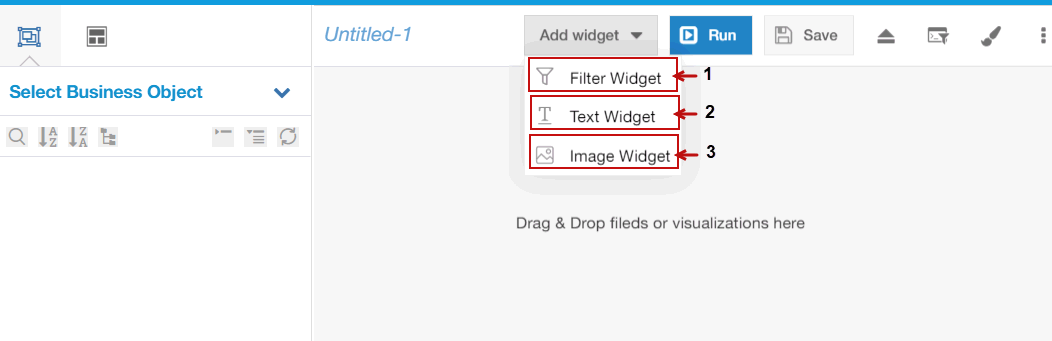 Untitled-1
Add widget
Run
Save
Select Business Object
Filter Widget
1
Text Widget
2
Image Widget
3
A
Z
Z
A
Drag & Drop fileds or visualizations here